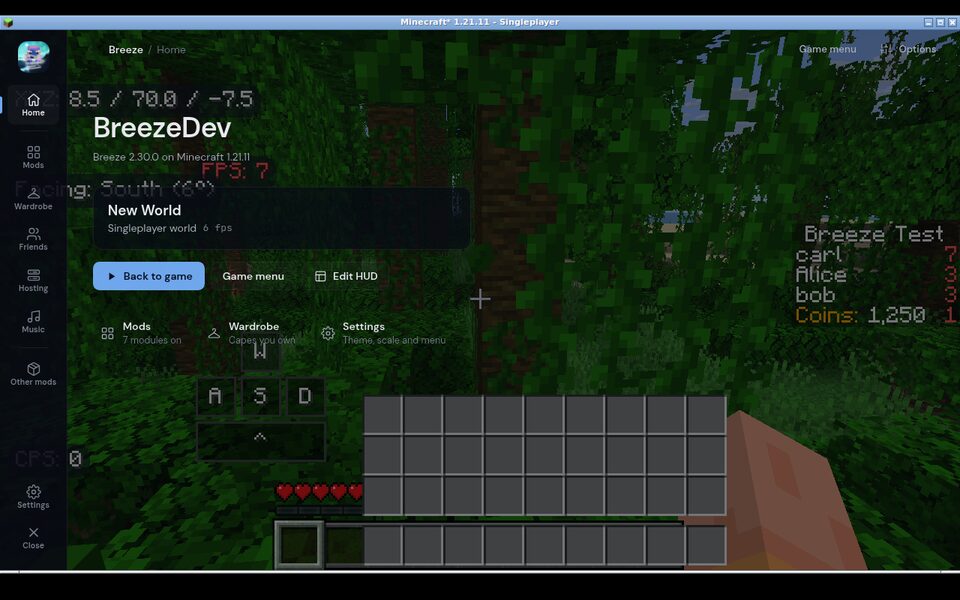 Minecraft* 1.21.11 - Singleplayer
Breeze / Home
Game menu
Options
8.5 / 70.0 / -7.5
Home
BreezeDev
Breeze 2.30.0 on Minecraft 1.21.11
FPS: 7
Mods
Facing: South (6°)
Wardrobe
New World
Singleplayer world 6 fps
Friends
Breeze Test
carl 7
Alice 3
bob 3
Coins: 1,250 1
Back to game
Game menu
Edit HUD
Hosting
Music
Mods
7 modules on
Wardrobe
Capes you own
Settings
Theme, scale and menu
W
Other mods
A
S
D
^
CPS: 0
Settings
Close